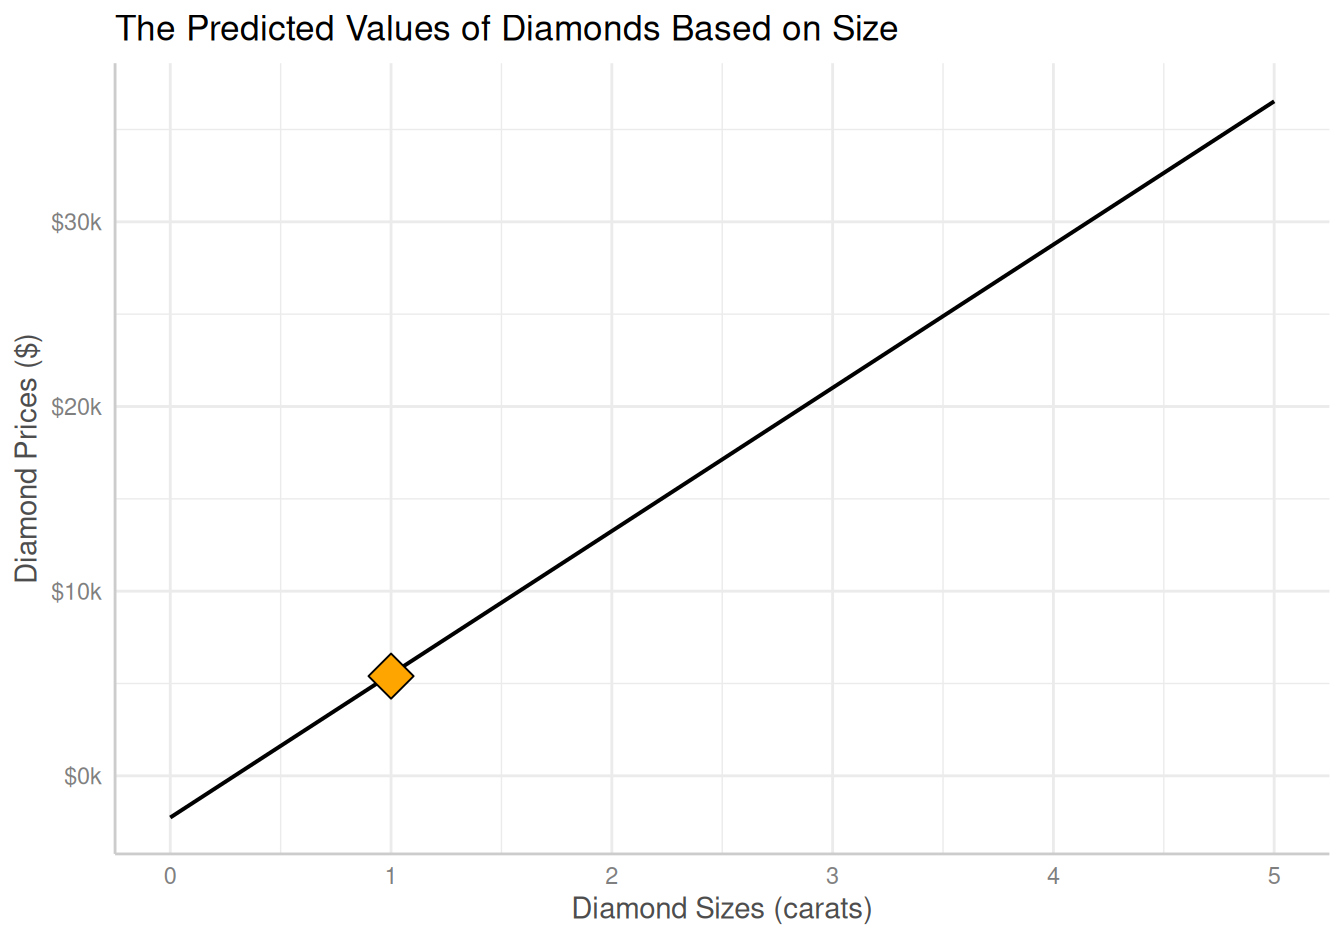 The Predicted Values of Diamonds Based on Size
Diamond Prices ($)
$30k
$20k
$10k
$0k
0 1 2 3 4 5
Diamond Sizes (carats)